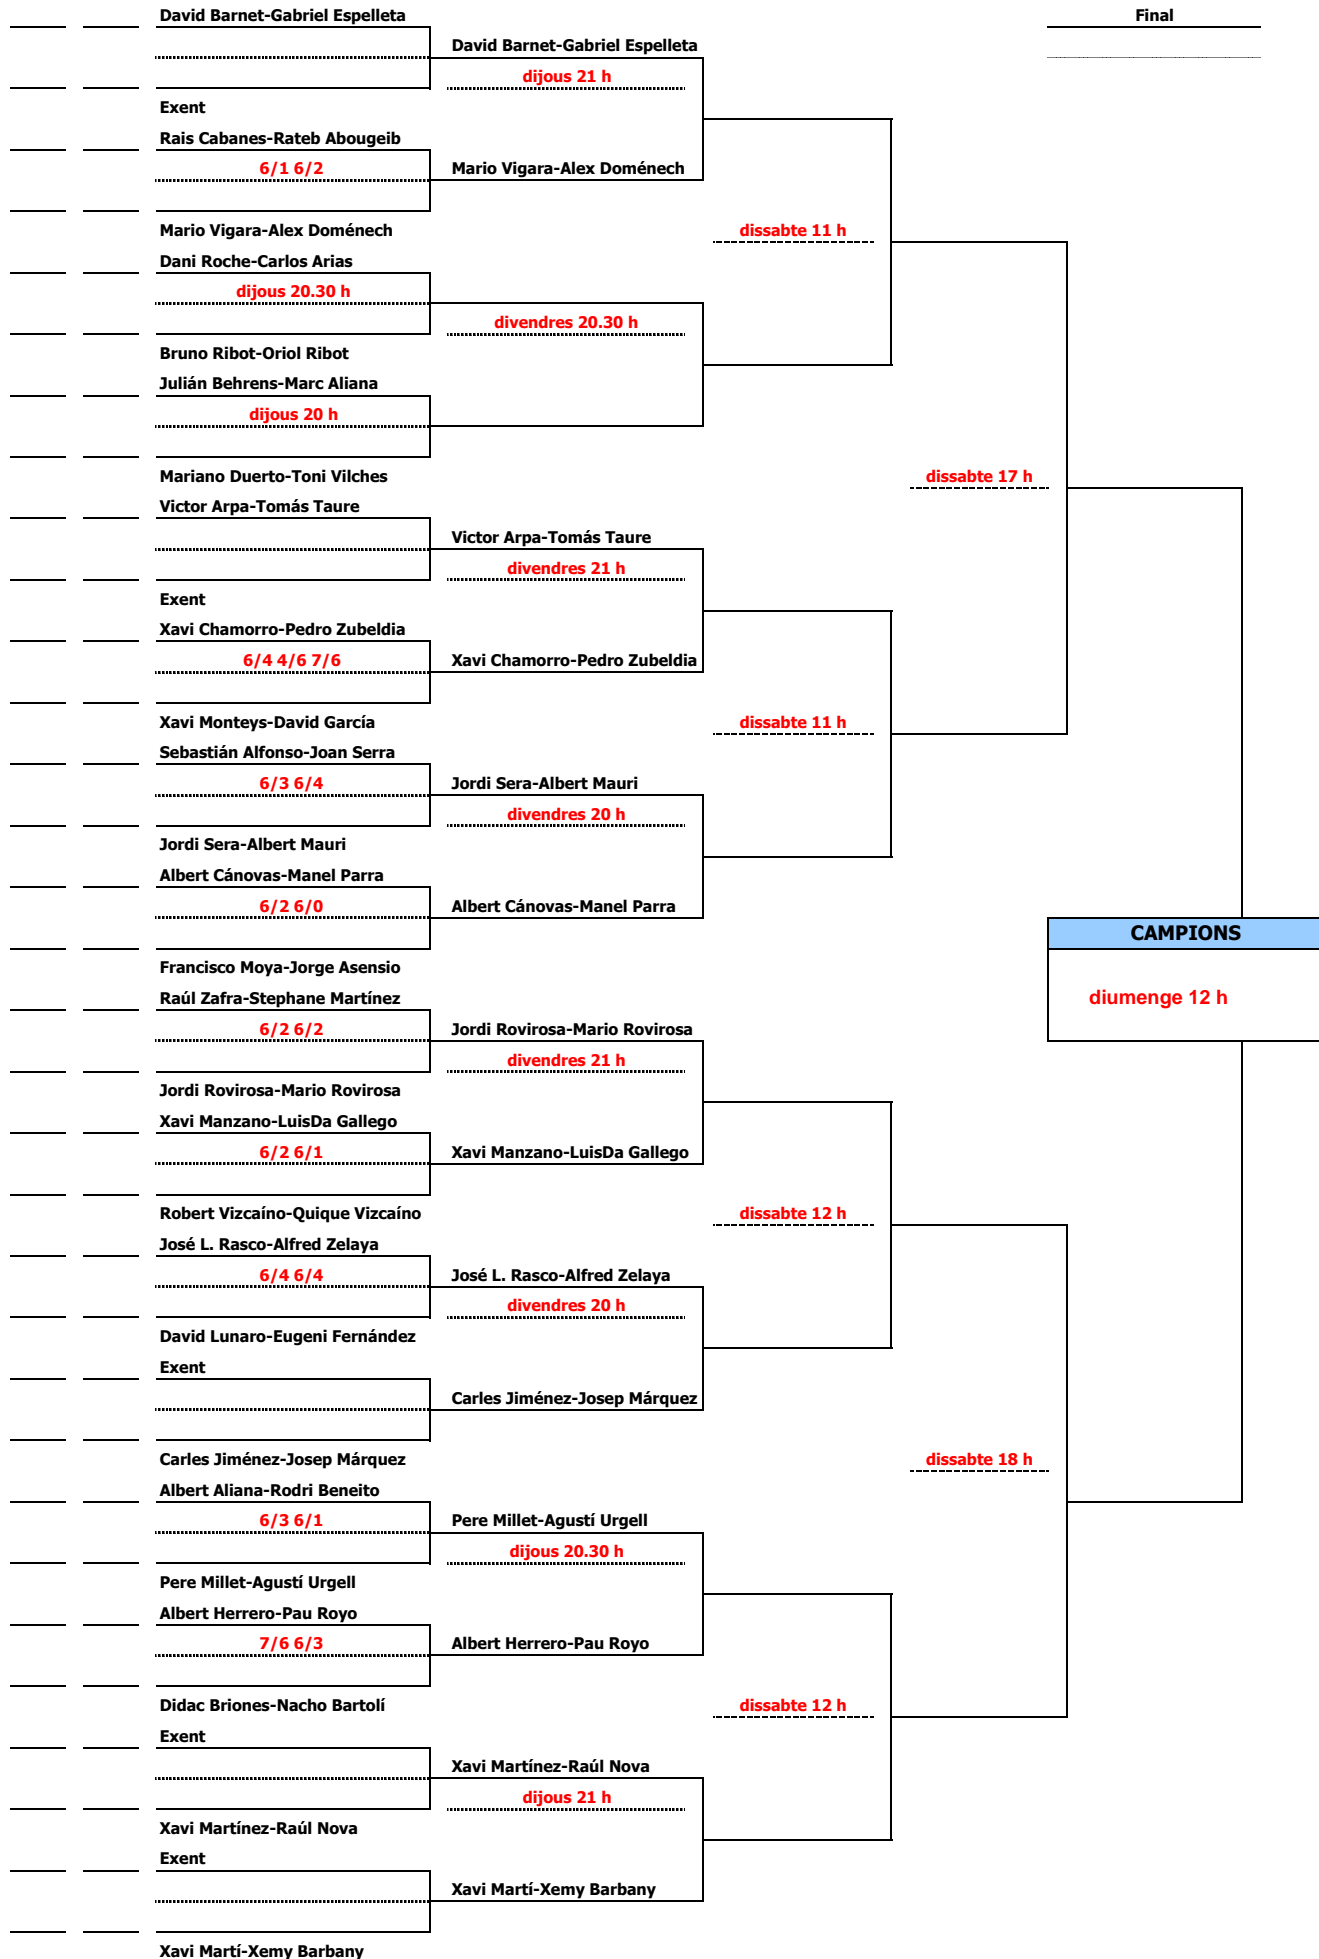 David Barnet-Gabriel Espelleta
Final
David Barnet-Gabriel Espelleta
dijous 21 h
Exent
Rais Cabanes-Rateb Abougeib
6/1 6/2
Mario Vigara-Alex Doménech
Mario Vigara-Alex Doménech
dissabte 11 h
Dani Roche-Carlos Arias
dijous 20.30 h
divendres 20.30 h
Bruno Ribot-Oriol Ribot
Julián Behrens-Marc Aliana
dijous 20 h
Mariano Duerto-Toni Vilches
dissabte 17 h
Victor Arpa-Tomás Taure
Victor Arpa-Tomás Taure
divendres 21 h
Exent
Xavi Chamorro-Pedro Zubeldia
6/4 4/6 7/6
Xavi Chamorro-Pedro Zubeldia
Xavi Monteys-David García
dissabte 11 h
Sebastián Alfonso-Joan Serra
6/3 6/4
Jordi Sera-Albert Mauri
divendres 20 h
Jordi Sera-Albert Mauri
Albert Cánovas-Manel Parra
6/2 6/0
Albert Cánovas-Manel Parra
CAMPIONS
Francisco Moya-Jorge Asensio
Raúl Zafra-Stephane Martínez
diumenge 12 h
6/2 6/2
Jordi Rovirosa-Mario Rovirosa
divendres 21 h
Jordi Rovirosa-Mario Rovirosa
Xavi Manzano-LuisDa Gallego
6/2 6/1
Xavi Manzano-LuisDa Gallego
Robert Vizcaíno-Quique Vizcaíno
dissabte 12 h
José L. Rasco-Alfred Zelaya
6/4 6/4
José L. Rasco-Alfred Zelaya
divendres 20 h
David Lunaro-Eugeni Fernández
Exent
Carles Jiménez-Josep Márquez
Carles Jiménez-Josep Márquez
dissabte 18 h
Albert Aliana-Rodri Beneito
6/3 6/1
Pere Millet-Agustí Urgell
dijous 20.30 h
Pere Millet-Agustí Urgell
Albert Herrero-Pau Royo
7/6 6/3
Albert Herrero-Pau Royo
Didac Briones-Nacho Bartolí
dissabte 12 h
Exent
Xavi Martínez-Raúl Nova
dijous 21 h
Xavi Martínez-Raúl Nova
Exent
Xavi Martí-Xemy Barbany
Xavi Martí-Xemy Barbany